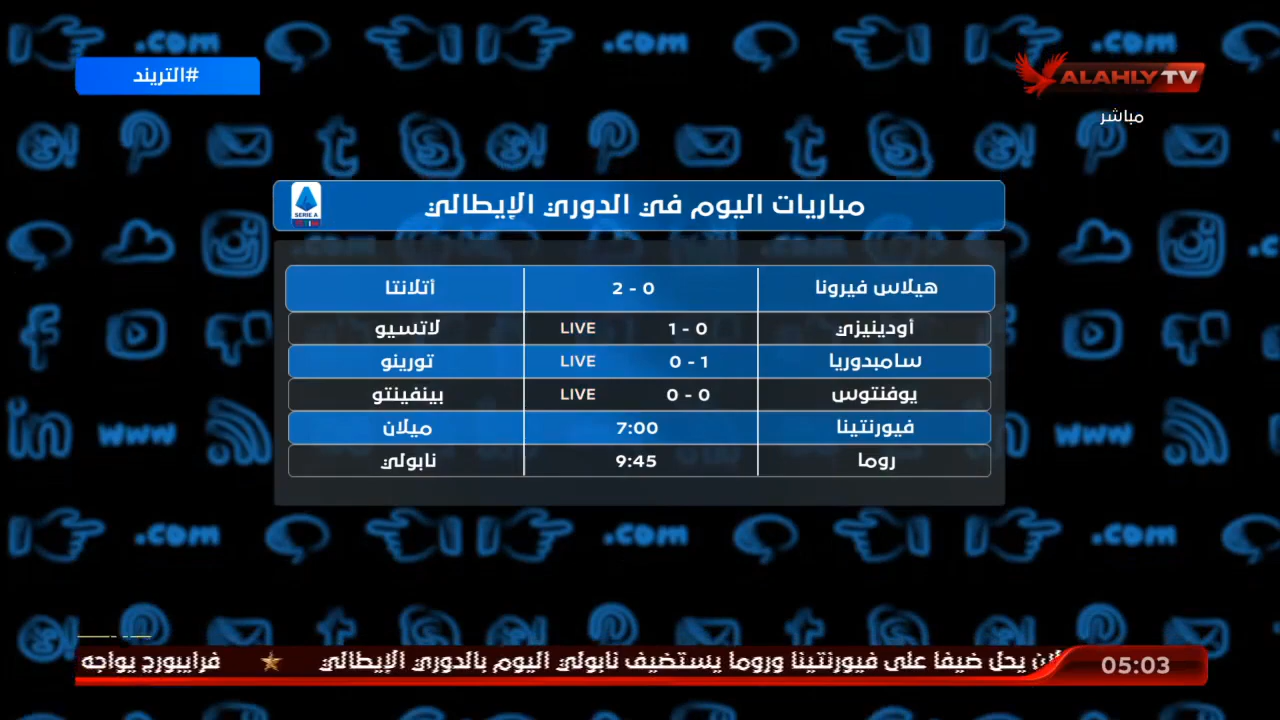 #التريند
ALAHLY TV
مباشر
مباريات اليوم في الدوري الإيطالي
SERIE A
هيلاس فيرونا 2 - 0 أتلانتا
أودينيزي 1 - 0 LIVE لاتسيو
سامبدوريا 0 - 1 LIVE تورينو
يوفنتوس 0 - 0 LIVE بينفينتو
فيورنتينا 7:00 ميلان
روما 9:45 نابولي
يحل ضيفا على فيورنتينا وروما يستضيف نابولي اليوم بالدوري الإيطالي ★ فرايبورج يواجه
05:03